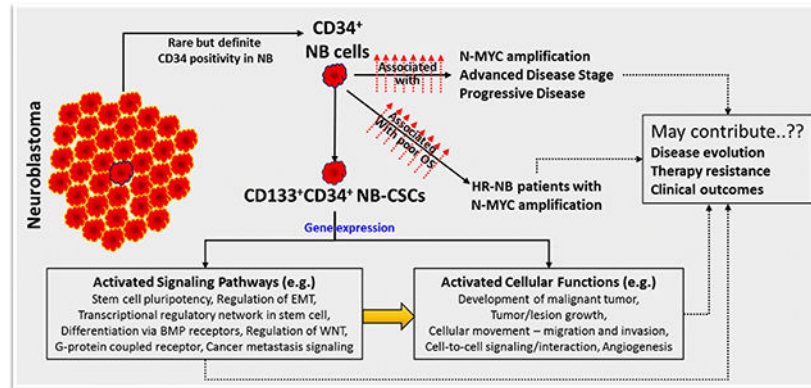 Neuroblastoma
Rare but definite
CD34 positivity in NB
CD34⁺
NB cells
Associated
with
N-MYC amplification
Advanced Disease Stage
Progressive Disease
Associated
With poor OS
HR-NB patients with
N-MYC amplification
May contribute..??
Disease evolution
Therapy resistance
Clinical outcomes
CD133⁺CD34⁺ NB-CSCs
Gene expression
Activated Signaling Pathways (e.g.)
Stem cell pluripotency, Regulation of EMT,
Transcriptional regulatory network in stem cell,
Differentiation via BMP receptors, Regulation of WNT,
G-protein coupled receptor, Cancer metastasis signaling
Activated Cellular Functions (e.g.)
Development of malignant tumor,
Tumor/lesion growth,
Cellular movement – migration and invasion,
Cell-to-cell signaling/interaction, Angiogenesis